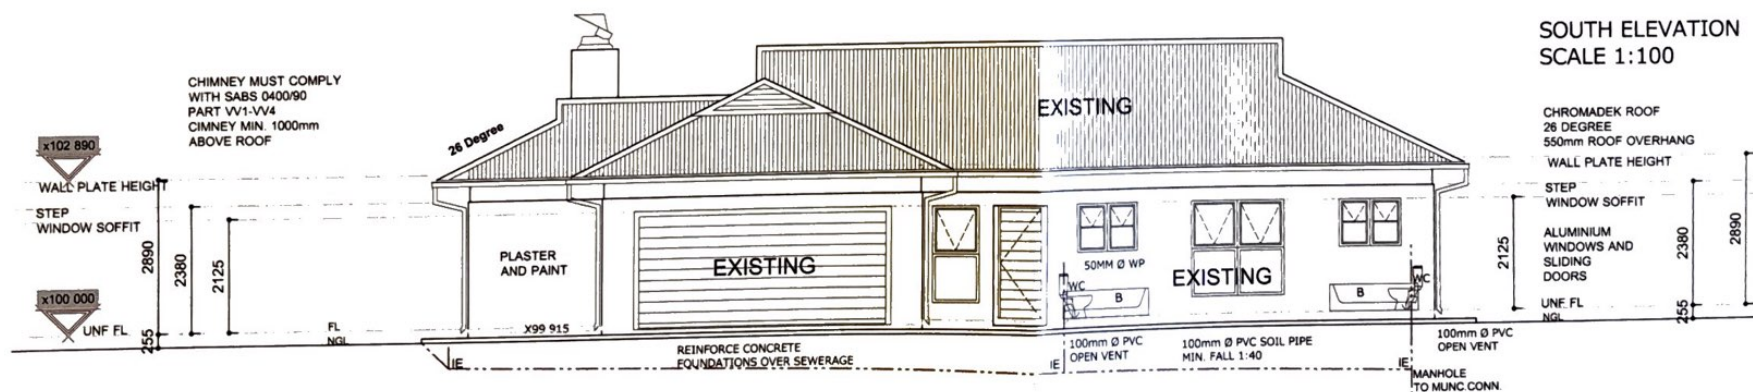 SOUTH ELEVATION
SCALE 1:100
CHIMNEY MUST COMPLY
WITH SABS 0400/90
PART VV1-VV4
CIMNEY MIN. 1000mm
ABOVE ROOF
26 Degree
EXISTING
CHROMADEK ROOF
26 DEGREE
550mm ROOF OVERHANG
x102 890
WALL PLATE HEIGHT
STEP
WINDOW SOFFIT
2890
2380
2125
255
x100 000
UNF FL
FL
NGL
PLASTER
AND PAINT
X99 915
EXISTING
50MM Ø WP
EXISTING
WC
B
B
WC
WALL PLATE HEIGHT
STEP
WINDOW SOFFIT
ALUMINIUM
WINDOWS AND
SLIDING
DOORS
UNF FL
NGL
2125
2380
2890
255
IE
REINFORCE CONCRETE
FOUNDATIONS OVER SEWERAGE
IE
100mm Ø PVC
OPEN VENT
100mm Ø PVC SOIL PIPE
MIN. FALL 1:40
IE
100mm Ø PVC
OPEN VENT
MANHOLE
TO MUNC.CONN.